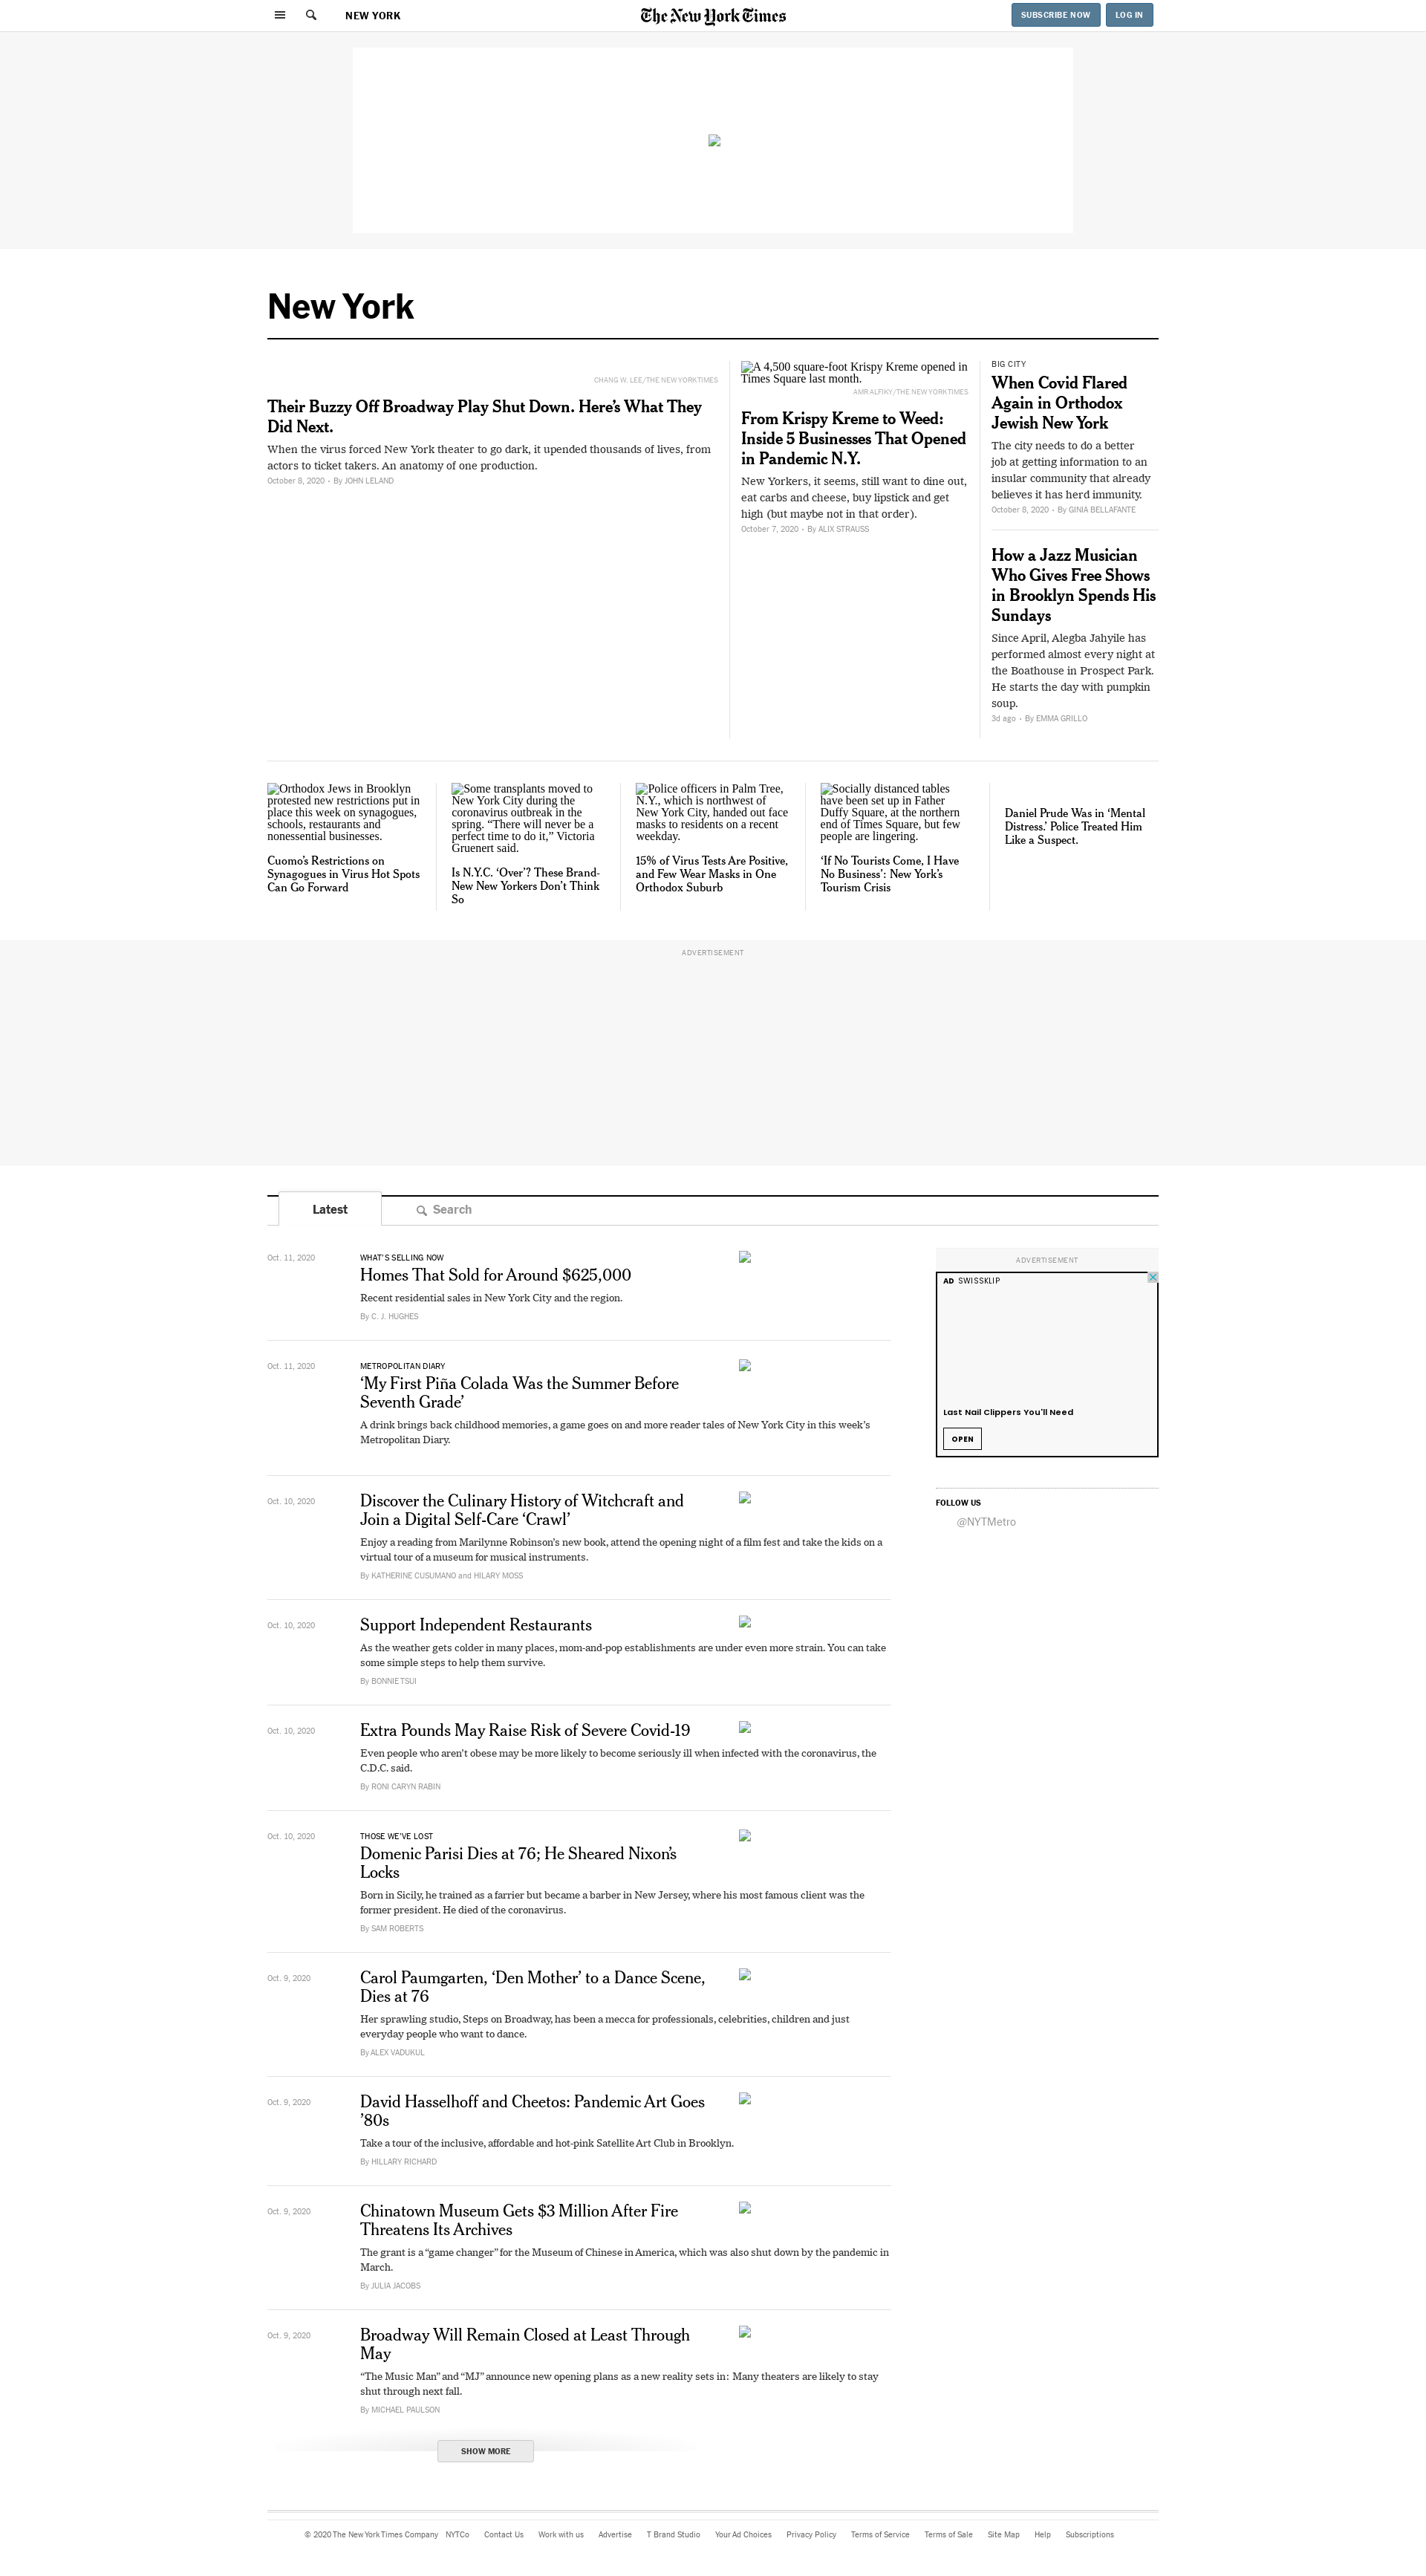 NEW YORK
The New York Times
SUBSCRIBE NOW
LOG IN
New York
CHANG W. LEE/THE NEW YORK TIMES
Their Buzzy Off Broadway Play Shut Down. Here’s What They
Did Next.
When the virus forced New York theater to go dark, it upended thousands of lives, from
actors to ticket takers. An anatomy of one production.
October 8, 2020 • By JOHN LELAND
A 4,500 square-foot Krispy Kreme opened in
Times Square last month.
AMR ALFIKY/THE NEW YORK TIMES
From Krispy Kreme to Weed:
Inside 5 Businesses That Opened
in Pandemic N.Y.
New Yorkers, it seems, still want to dine out,
eat carbs and cheese, buy lipstick and get
high (but maybe not in that order).
October 7, 2020 • By ALIX STRAUSS
BIG CITY
When Covid Flared
Again in Orthodox
Jewish New York
The city needs to do a better
job at getting information to an
insular community that already
believes it has herd immunity.
October 8, 2020 • By GINIA BELLAFANTE
How a Jazz Musician
Who Gives Free Shows
in Brooklyn Spends His
Sundays
Since April, Alegba Jahyile has
performed almost every night at
the Boathouse in Prospect Park.
He starts the day with pumpkin
soup.
3d ago • By EMMA GRILLO
Orthodox Jews in Brooklyn
protested new restrictions put in
place this week on synagogues,
schools, restaurants and
nonessential businesses.
Cuomo’s Restrictions on
Synagogues in Virus Hot Spots
Can Go Forward
Some transplants moved to
New York City during the
coronavirus outbreak in the
spring. “There will never be a
perfect time to do it,” Victoria
Gruenert said.
Is N.Y.C. ‘Over’? These Brand-
New New Yorkers Don’t Think
So
Police officers in Palm Tree,
N.Y., which is northwest of
New York City, handed out face
masks to residents on a recent
weekday.
15% of Virus Tests Are Positive,
and Few Wear Masks in One
Orthodox Suburb
Socially distanced tables
have been set up in Father
Duffy Square, at the northern
end of Times Square, but few
people are lingering.
‘If No Tourists Come, I Have
No Business’: New York’s
Tourism Crisis
Daniel Prude Was in ‘Mental
Distress.’ Police Treated Him
Like a Suspect.
ADVERTISEMENT
Latest
Search
Oct. 11, 2020
WHAT'S SELLING NOW
Homes That Sold for Around $625,000
Recent residential sales in New York City and the region.
By C. J. HUGHES
Oct. 11, 2020
METROPOLITAN DIARY
‘My First Piña Colada Was the Summer Before
Seventh Grade’
A drink brings back childhood memories, a game goes on and more reader tales of New York City in this week’s
Metropolitan Diary.
Oct. 10, 2020
Discover the Culinary History of Witchcraft and
Join a Digital Self-Care ‘Crawl’
Enjoy a reading from Marilynne Robinson’s new book, attend the opening night of a film fest and take the kids on a
virtual tour of a museum for musical instruments.
By KATHERINE CUSUMANO and HILARY MOSS
Oct. 10, 2020
Support Independent Restaurants
As the weather gets colder in many places, mom-and-pop establishments are under even more strain. You can take
some simple steps to help them survive.
By BONNIE TSUI
Oct. 10, 2020
Extra Pounds May Raise Risk of Severe Covid-19
Even people who aren’t obese may be more likely to become seriously ill when infected with the coronavirus, the
C.D.C. said.
By RONI CARYN RABIN
Oct. 10, 2020
THOSE WE’VE LOST
Domenic Parisi Dies at 76; He Sheared Nixon’s
Locks
Born in Sicily, he trained as a farrier but became a barber in New Jersey, where his most famous client was the
former president. He died of the coronavirus.
By SAM ROBERTS
Oct. 9, 2020
Carol Paumgarten, ‘Den Mother’ to a Dance Scene,
Dies at 76
Her sprawling studio, Steps on Broadway, has been a mecca for professionals, celebrities, children and just
everyday people who want to dance.
By ALEX VADUKUL
Oct. 9, 2020
David Hasselhoff and Cheetos: Pandemic Art Goes
’80s
Take a tour of the inclusive, affordable and hot-pink Satellite Art Club in Brooklyn.
By HILLARY RICHARD
Oct. 9, 2020
Chinatown Museum Gets $3 Million After Fire
Threatens Its Archives
The grant is a “game changer” for the Museum of Chinese in America, which was also shut down by the pandemic in
March.
By JULIA JACOBS
Oct. 9, 2020
Broadway Will Remain Closed at Least Through
May
“The Music Man” and “MJ” announce new opening plans as a new reality sets in: Many theaters are likely to stay
shut through next fall.
By MICHAEL PAULSON
SHOW MORE
ADVERTISEMENT
AD SWISSKLIP
Last Nail Clippers You'll Need
OPEN
FOLLOW US
@NYTMetro
© 2020 The New York Times Company NYTCo Contact Us Work with us Advertise T Brand Studio Your Ad Choices Privacy Policy Terms of Service Terms of Sale Site Map Help Subscriptions